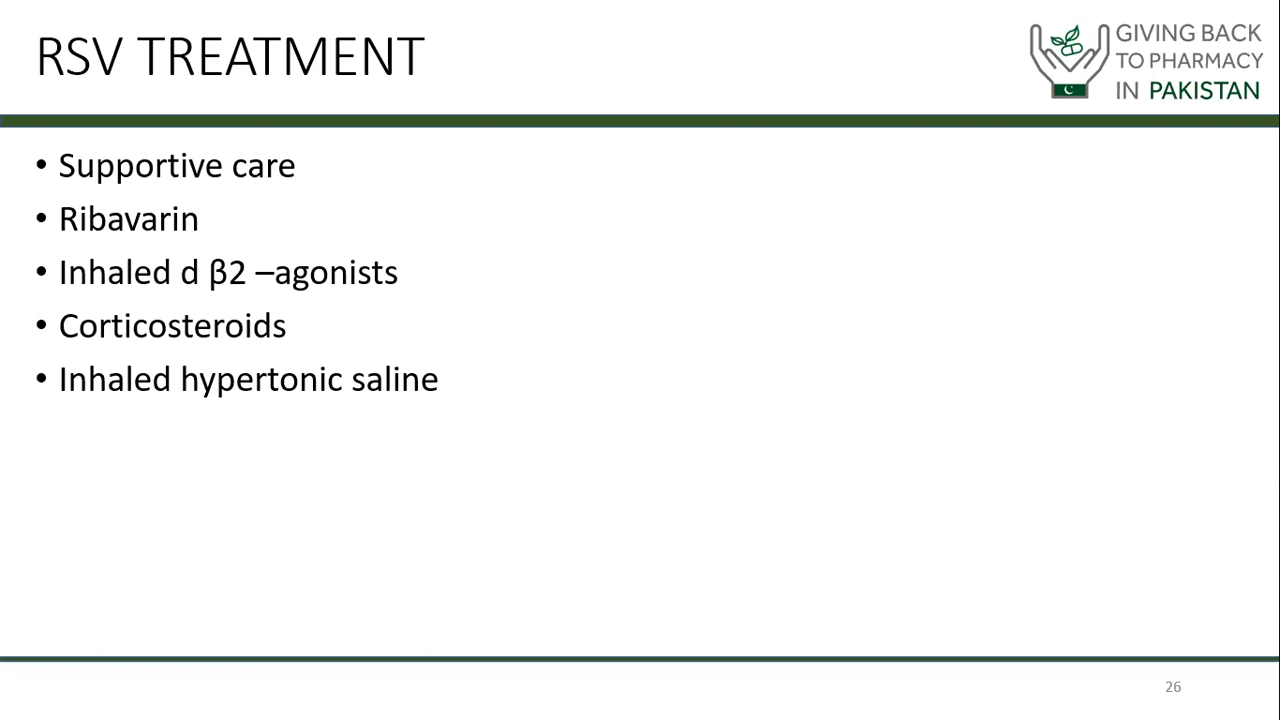 RSV TREATMENT
GIVING BACK
TO PHARMACY
IN PAKISTAN
• Supportive care
• Ribavarin
• Inhaled d β2 –agonists
• Corticosteroids
• Inhaled hypertonic saline
26